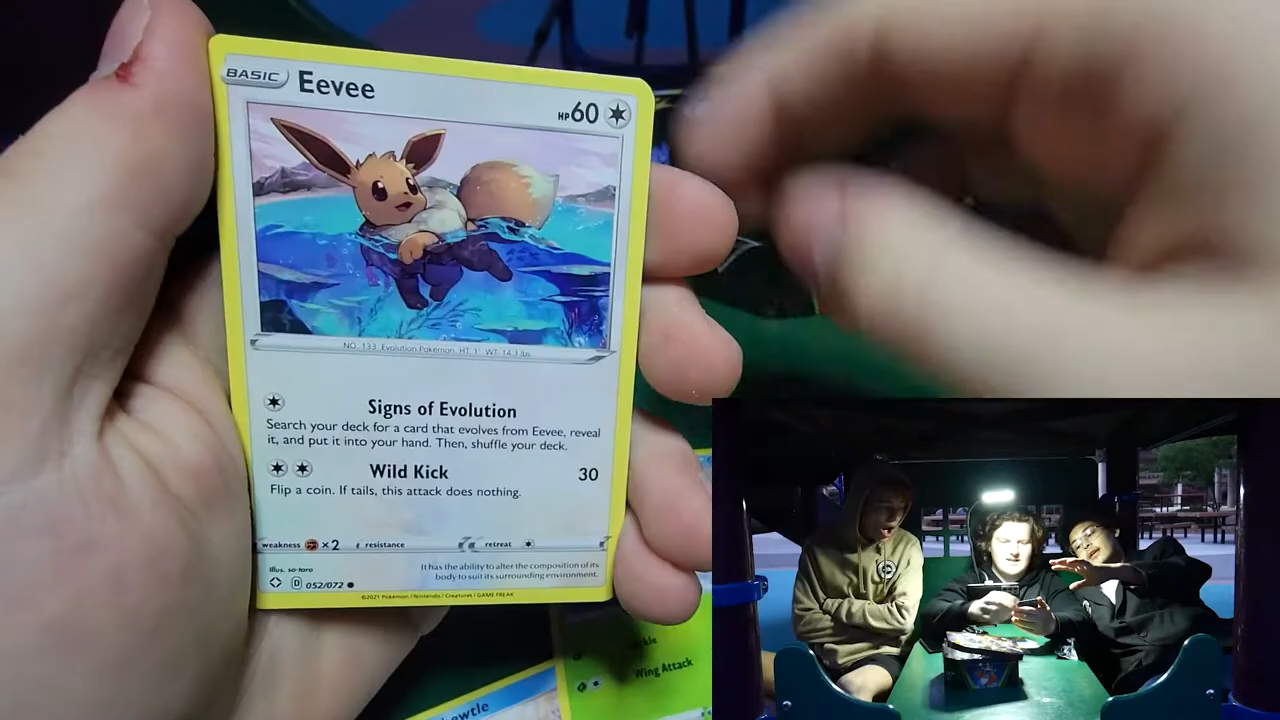 BASIC Eevee HP60
NO. 133 Evolution Pokémon HT: 1' WT: 14.3 lbs.
Signs of Evolution
Search your deck for a card that evolves from Eevee, reveal
it, and put it into your hand. Then, shuffle your deck.
Wild Kick 30
Flip a coin. If tails, this attack does nothing.
weakness ×2 resistance retreat
Illus. so-taro
It has the ability to alter the composition of its
body to suit its surrounding environment.
D 052/072
©2021 Pokémon / Nintendo / Creatures / GAME FREAK
Wing Attack